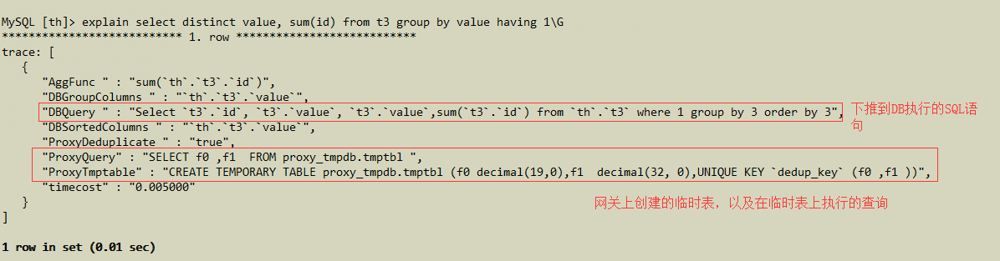 MySQL [th]> explain select distinct value, sum(id) from t3 group by value having 1\G
*************************** 1. row ***************************
trace: [
{
"AggFunc " : "sum(`th`.`t3`.`id`)",
"DBGroupColumns " : "`th`.`t3`.`value`",
"DBQuery " : "Select `t3`.`id`, `t3`.`value`, `t3`.`value`,sum(`t3`.`id`) from `th`.`t3` where 1 group by 3 order by 3",
下推到DB执行的SQL语
句
"DBSortedColumns " : "`th`.`t3`.`value`",
"ProxyDeduplicate " : "true",
"ProxyQuery" : "SELECT f0 ,f1  FROM proxy_tmpdb.tmptbl ",
"ProxyTmptable" : "CREATE TEMPORARY TABLE proxy_tmpdb.tmptbl (f0 decimal(19,0),f1  decimal(32, 0),UNIQUE KEY `dedup_key` (f0 ,f1 ))",
"timecost" : "0.005000"
网关上创建的临时表，以及在临时表上执行的查询
}
]
1 row in set (0.01 sec)